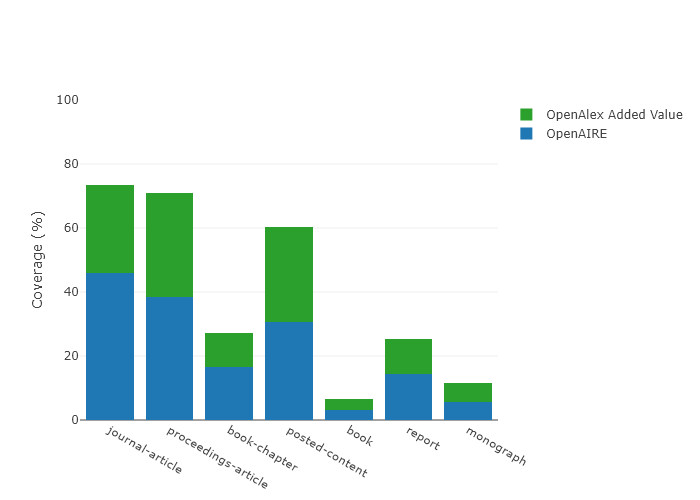 100
80
60
40
20
0
Coverage (%)
journal-article
proceedings-article
book-chapter
posted-content
book
report
monograph
OpenAlex Added Value
OpenAIRE